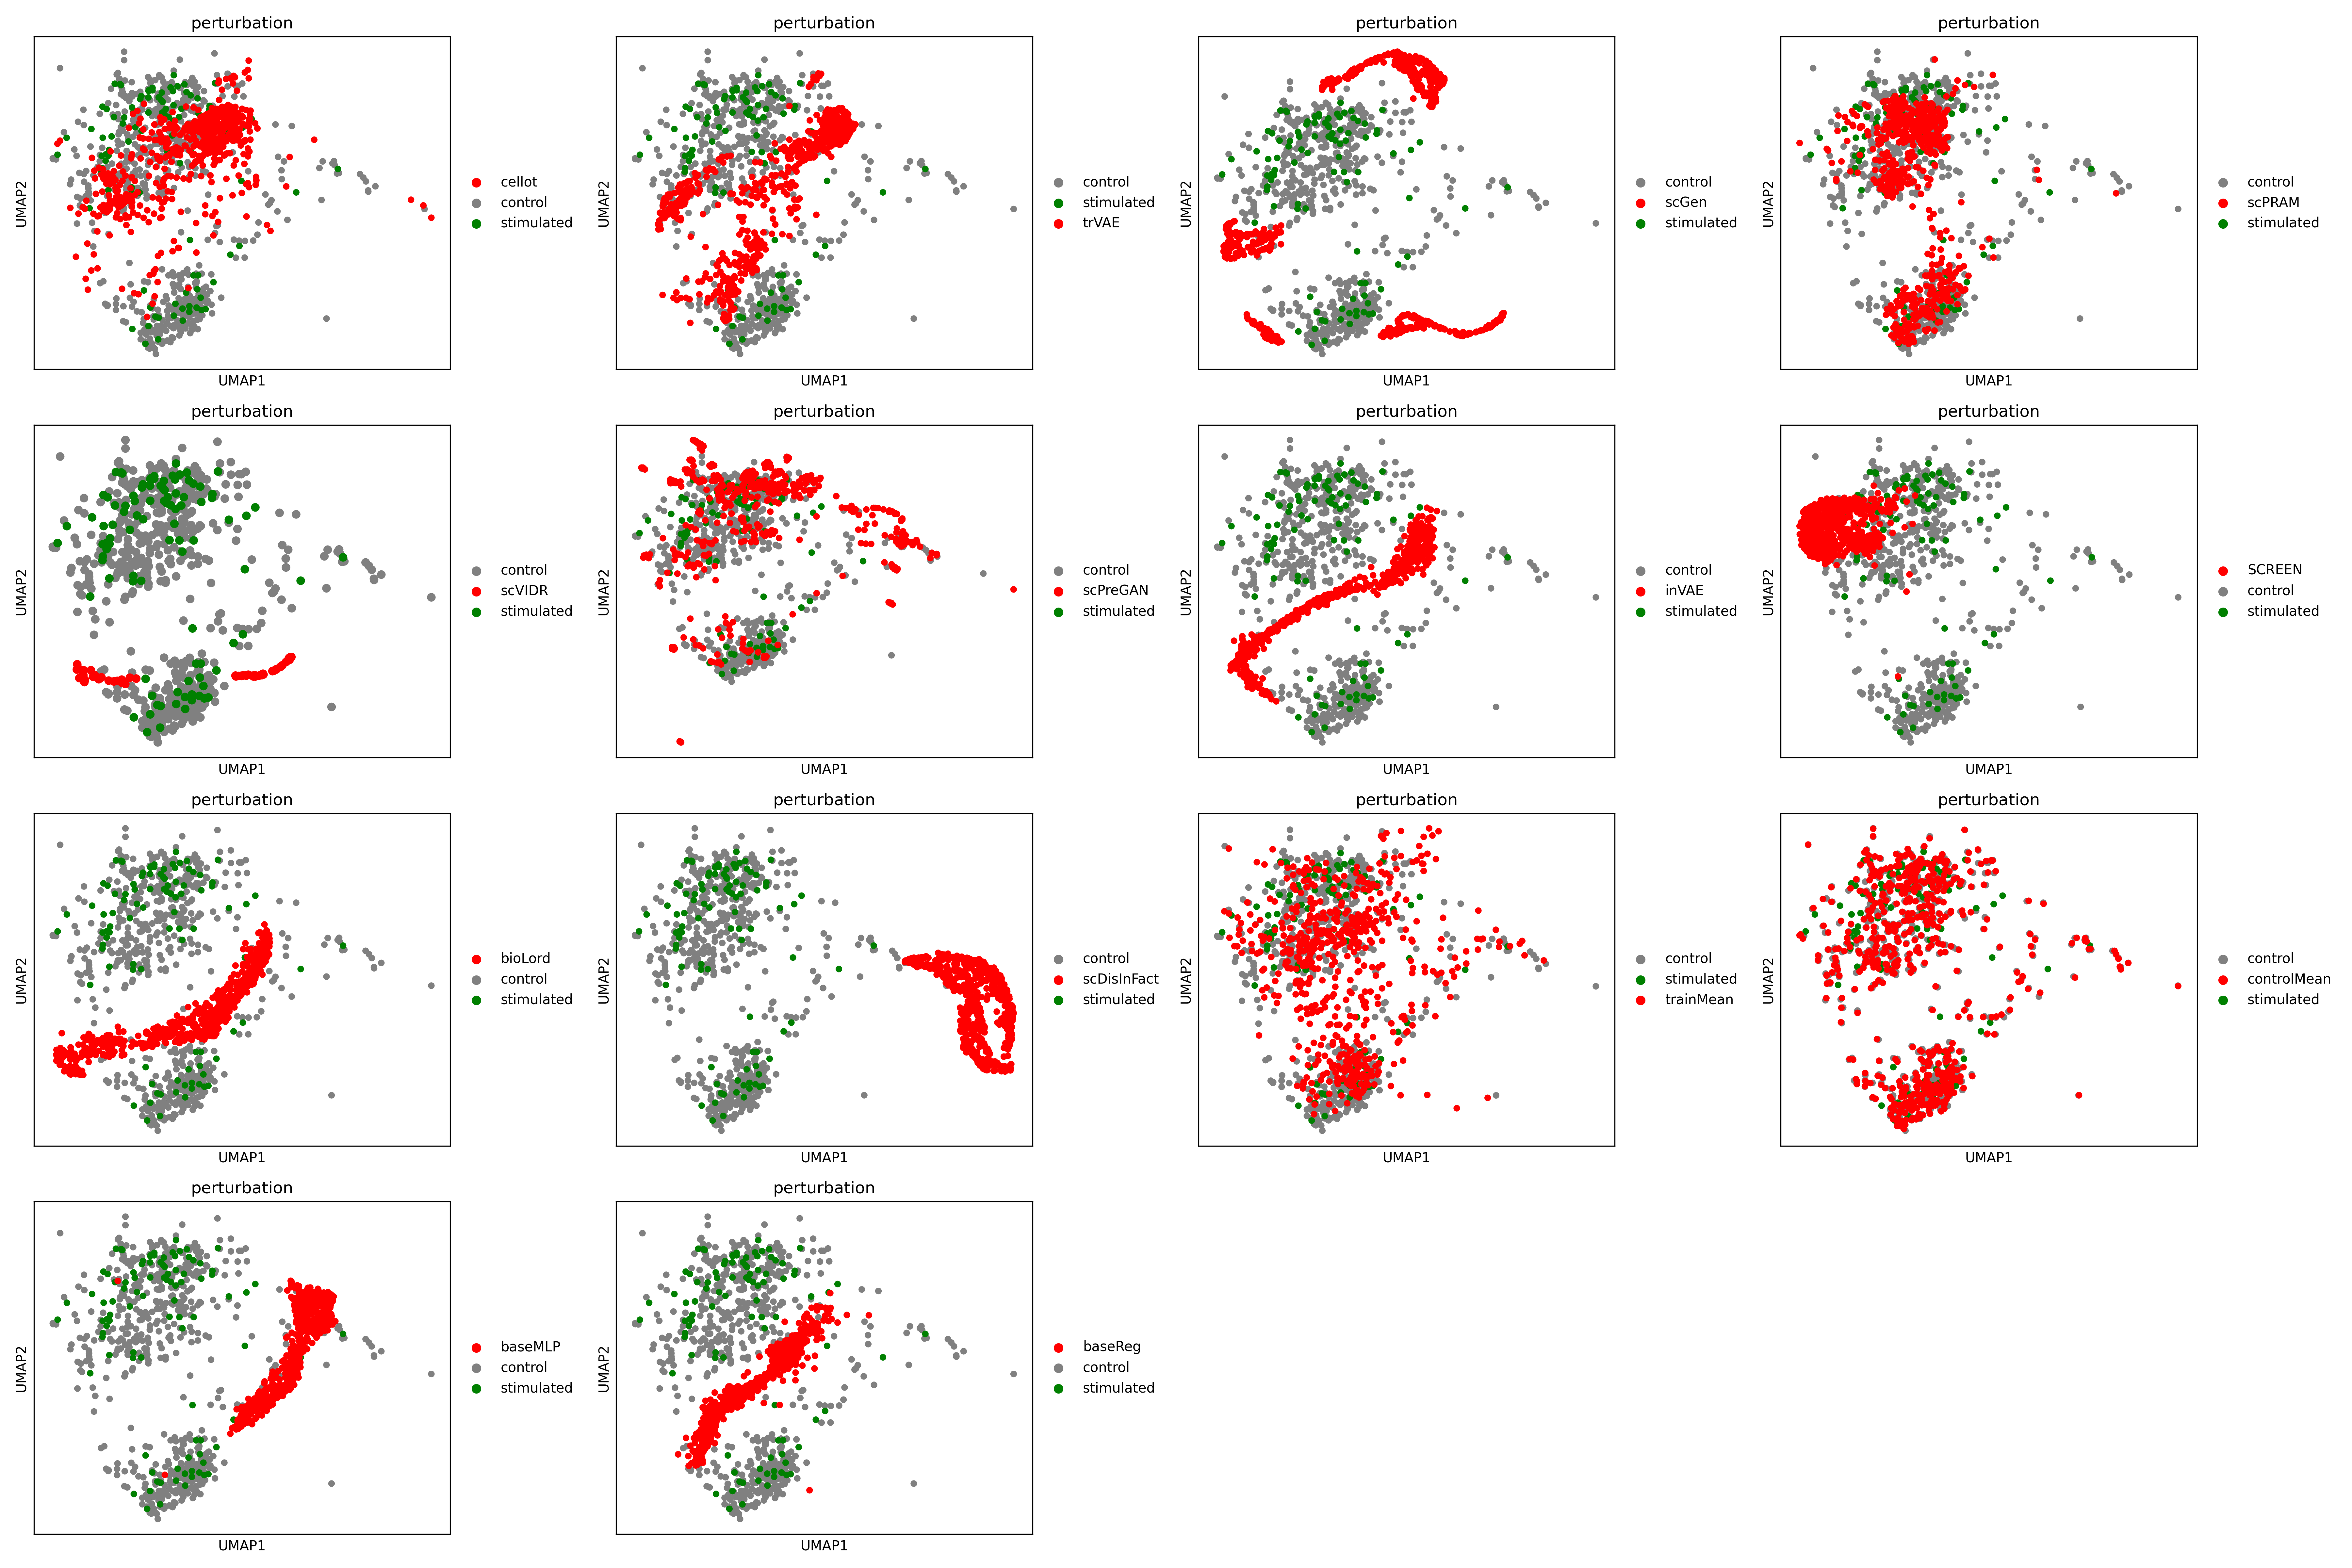 perturbation
UMAP2
UMAP1
cellot
control
stimulated
perturbation
UMAP2
UMAP1
control
stimulated
trVAE
perturbation
UMAP2
UMAP1
control
scGen
stimulated
perturbation
UMAP2
UMAP1
control
scPRAM
stimulated
perturbation
UMAP2
UMAP1
control
scVIDR
stimulated
perturbation
UMAP2
UMAP1
control
scPreGAN
stimulated
perturbation
UMAP2
UMAP1
control
inVAE
stimulated
perturbation
UMAP2
UMAP1
SCREEN
control
stimulated
perturbation
UMAP2
UMAP1
bioLord
control
stimulated
perturbation
UMAP2
UMAP1
control
scDisInFact
stimulated
perturbation
UMAP2
UMAP1
control
stimulated
trainMean
perturbation
UMAP2
UMAP1
control
controlMean
stimulated
perturbation
UMAP2
UMAP1
baseMLP
control
stimulated
perturbation
UMAP2
UMAP1
baseReg
control
stimulated